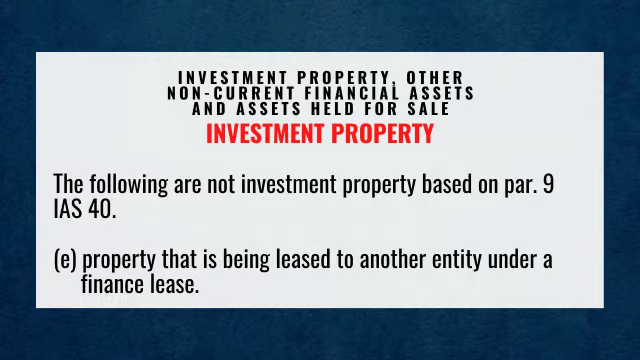 INVESTMENT PROPERTY, OTHER
NON-CURRENT FINANCIAL ASSETS
AND ASSETS HELD FOR SALE
INVESTMENT PROPERTY
The following are not investment property based on par. 9
IAS 40.
(e) property that is being leased to another entity under a
finance lease.